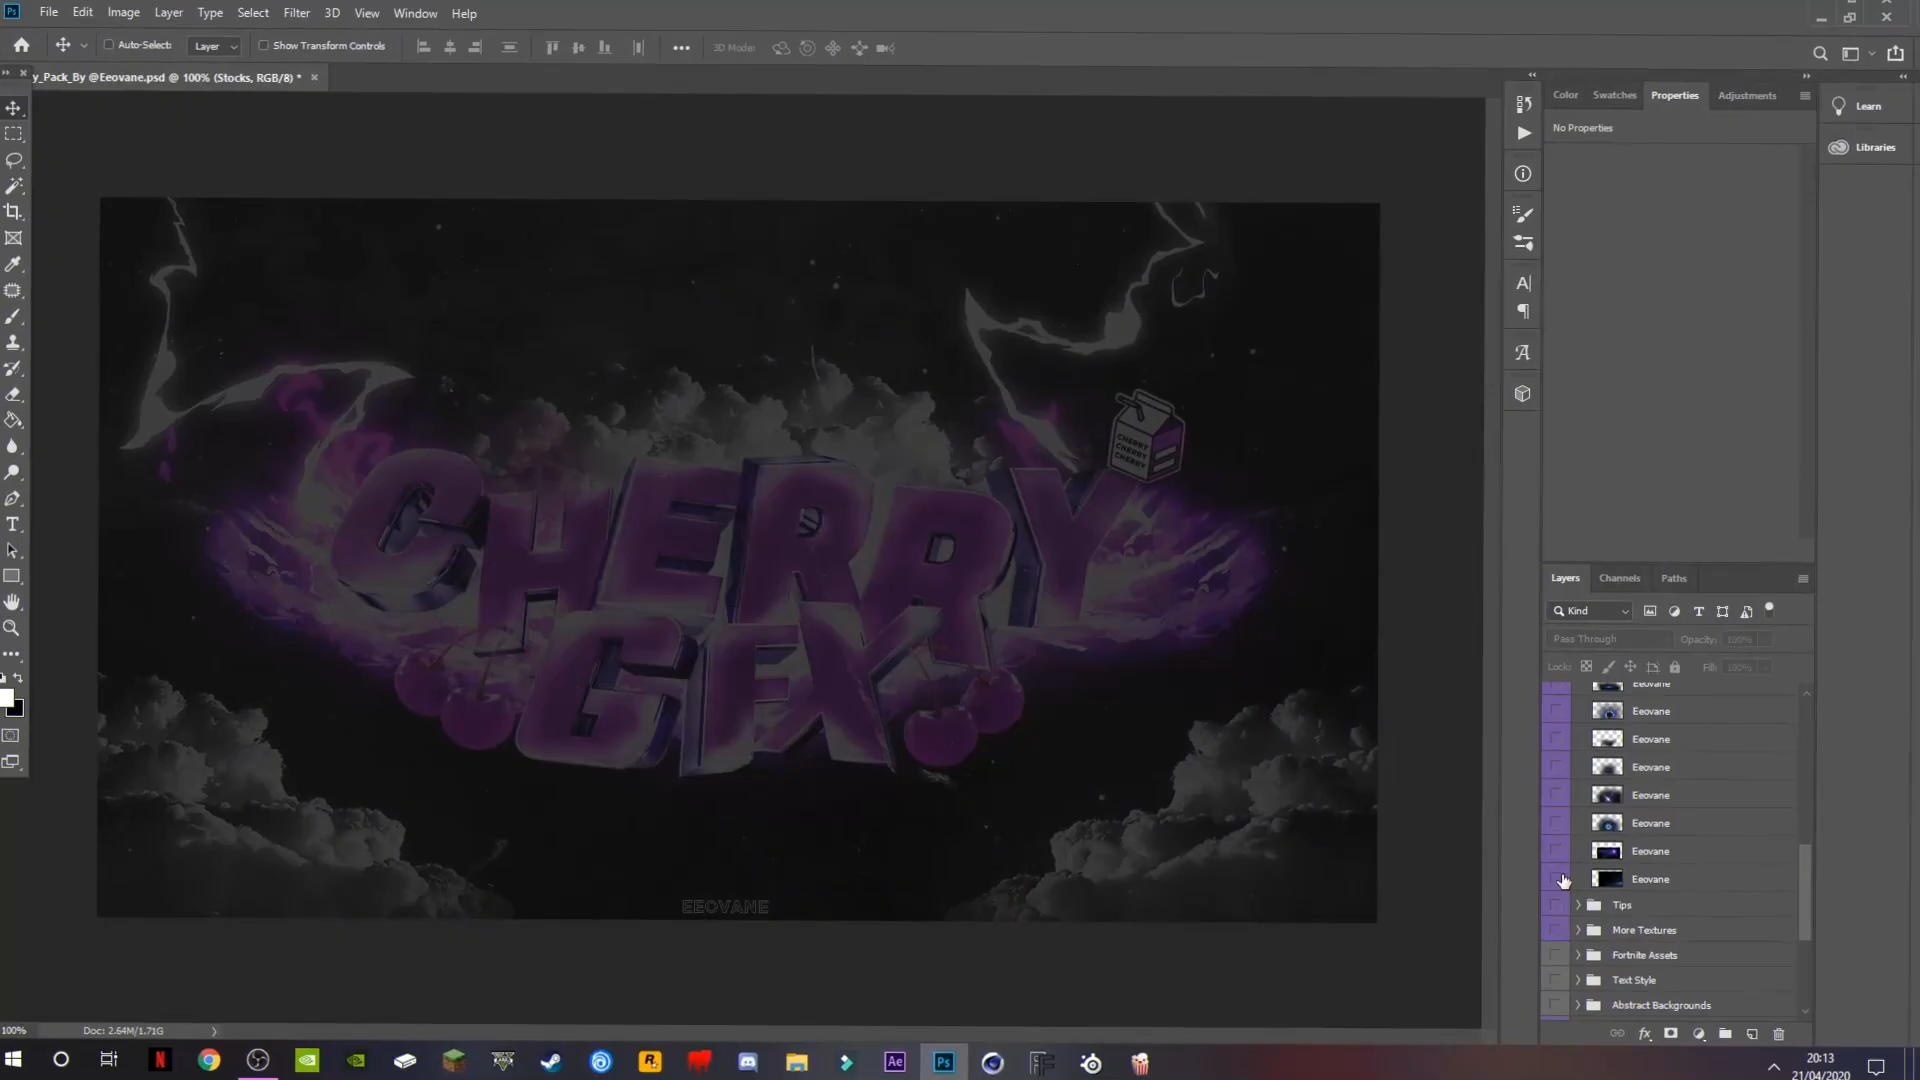 Ps File Edit Image Layer Type Select Filter 3D View Window Help
Auto-Select: Layer Show Transform Controls 3D Mode:
y_Pack_By @Eeovane.psd @ 100% (Stocks, RGB/8) *
Color Swatches Properties Adjustments
Learn
No Properties
Libraries
CHERRY
CHERRY
CHERRY
CHERRY
GFX
EEOVANE
Layers Channels Paths
Kind
Pass Through Opacity: 100%
Lock: Fill: 100%
Eeovane
Eeovane
Eeovane
Eeovane
Eeovane
Eeovane
Eeovane
Eeovane
Tips
More Textures
Fortnite Assets
Text Style
Abstract Backgrounds
100% Doc: 2.64M/1.71G
Ae Ps
20:13
21/04/2020